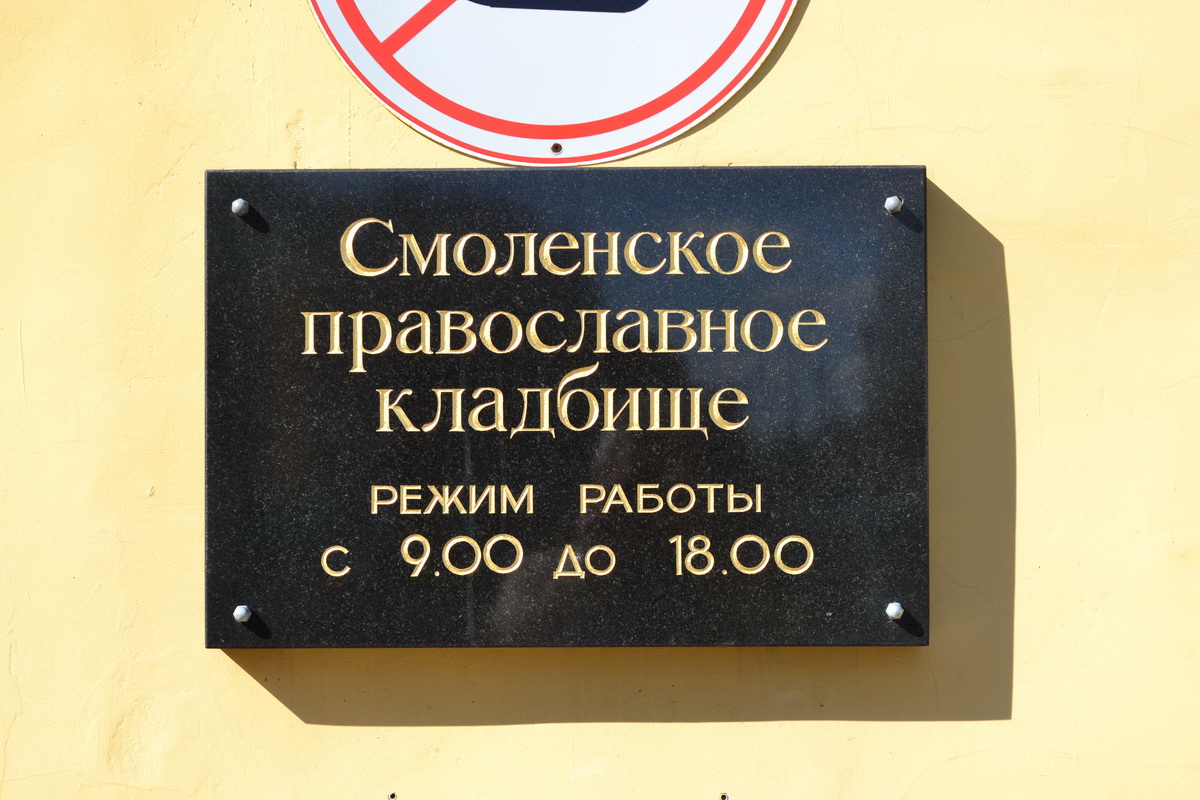 Смоленское
православное
кладбище
РЕЖИМ РАБОТЫ
с 9.00 до 18.00